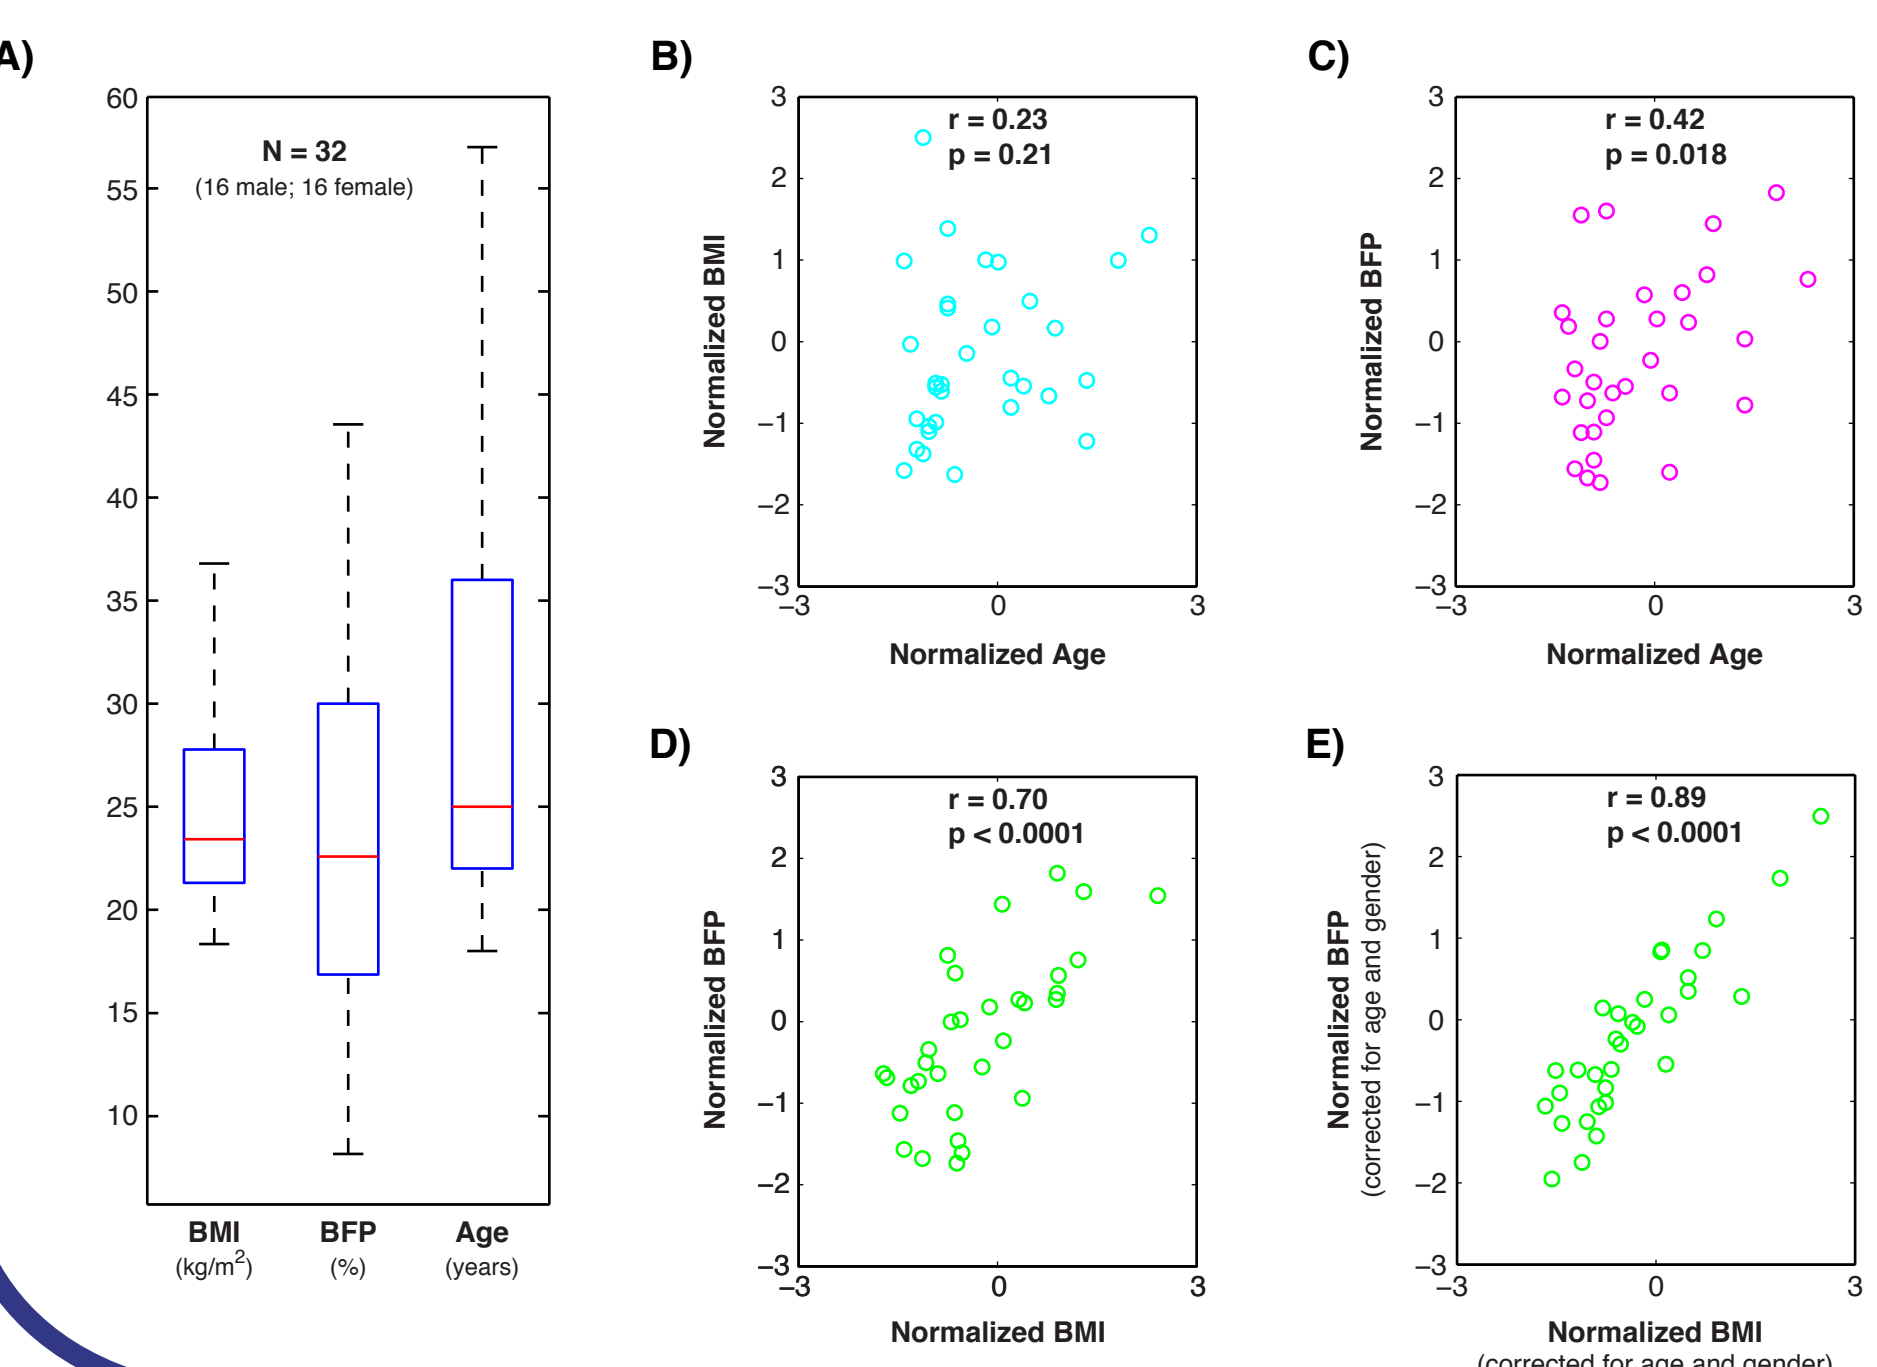 A)
60
55
50
45
40
35
30
25
20
15
10
N = 32
(16 male; 16 female)
BMI
(kg/m2)
BFP
(%)
Age
(years)
B)
r = 0.23
p = 0.21
3
2
1
0
−1
−2
−3
−3 0 3
Normalized BMI
Normalized Age
C)
r = 0.42
p = 0.018
3
2
1
0
−1
−2
−3
−3 0 3
Normalized BFP
Normalized Age
D)
r = 0.70
p < 0.0001
3
2
1
0
−1
−2
−3
−3 0 3
Normalized BFP
Normalized BMI
E)
r = 0.89
p < 0.0001
3
2
1
0
−1
−2
−3
−3 0 3
Normalized BFP
(corrected for age and gender)
Normalized BMI
(corrected for age and gender)